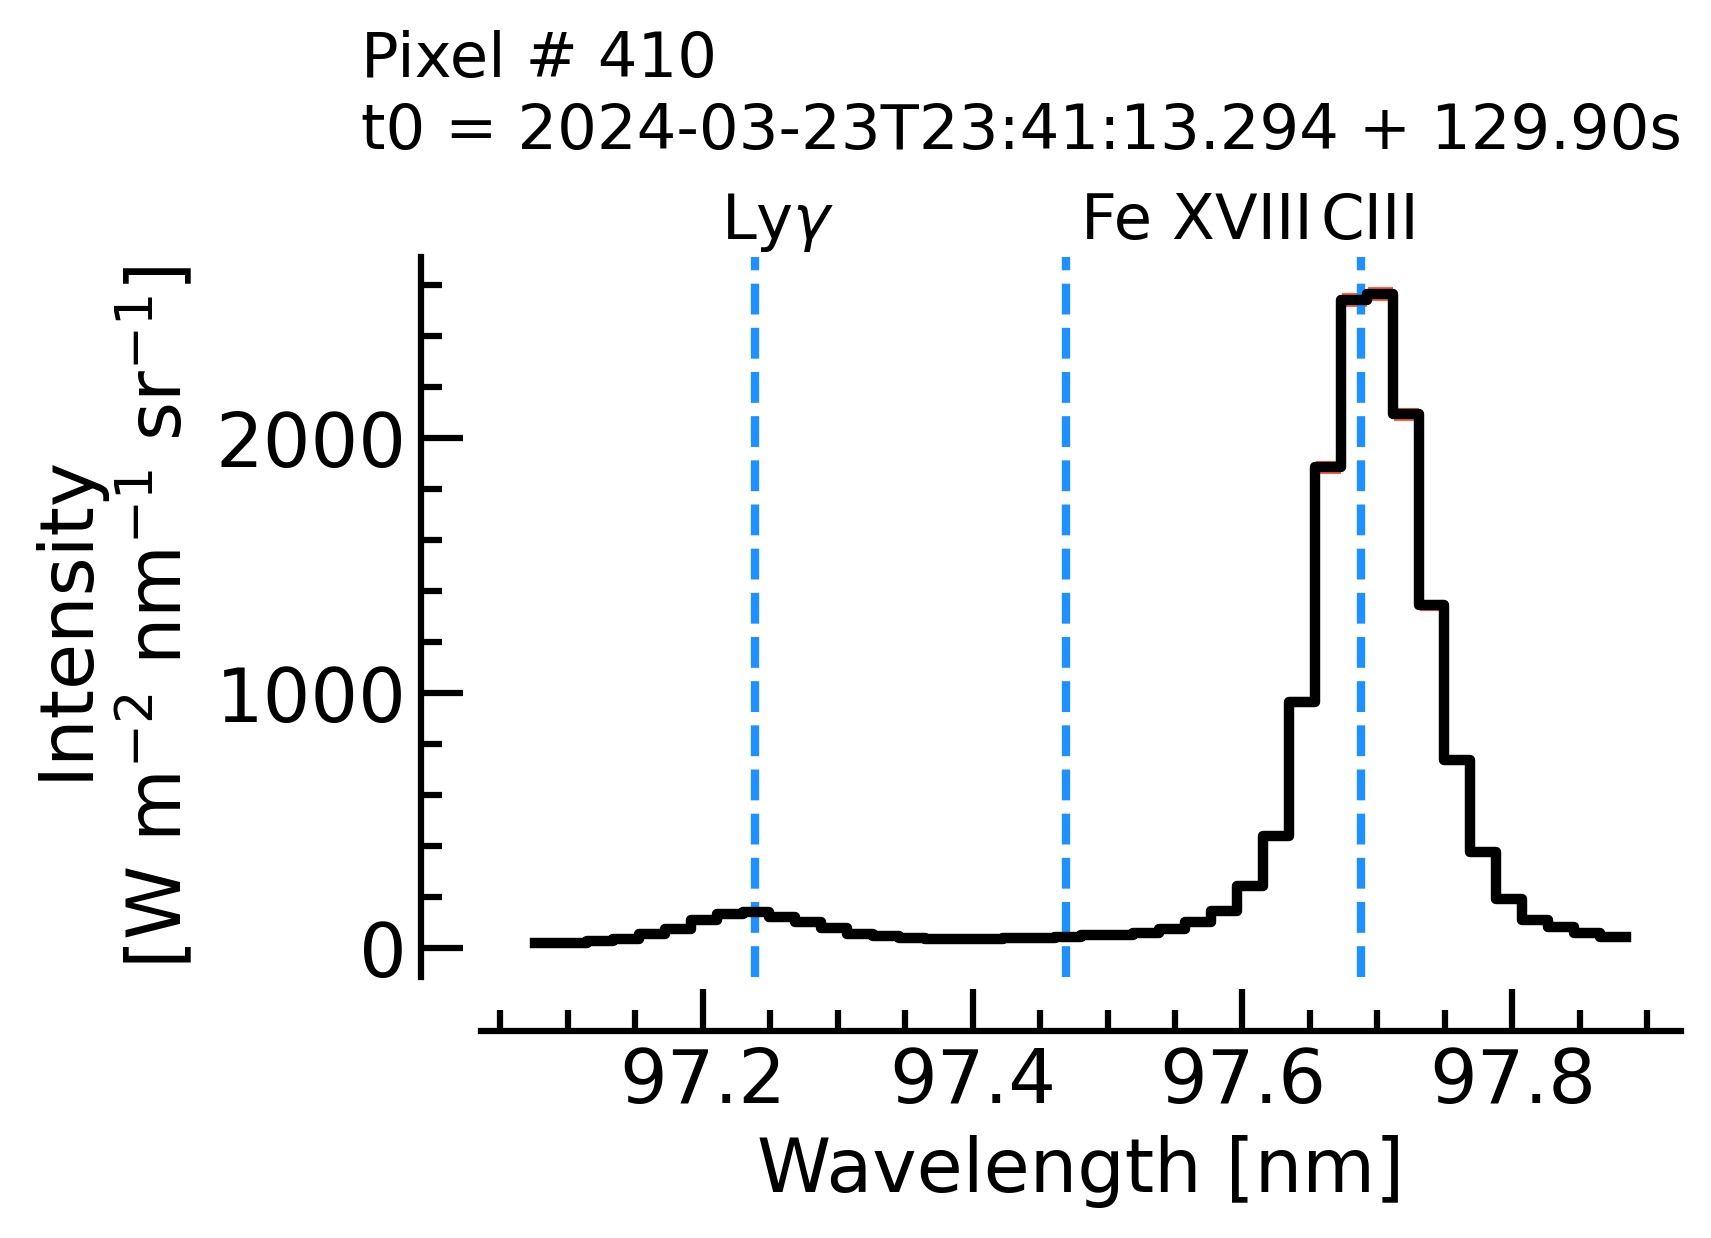 Pixel # 410
t0 = 2024-03-23T23:41:13.294 + 129.90s
Lyγ Fe XVIII CIII
Intensity
[W m⁻² nm⁻¹ sr⁻¹]
2000
1000
0
97.2 97.4 97.6 97.8
Wavelength [nm]